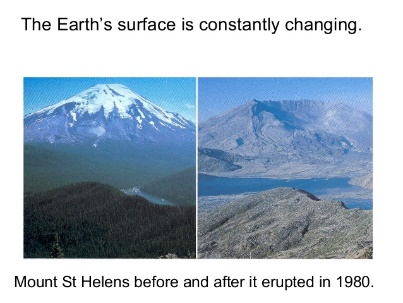 The Earth's surface is constantly changing.
Mount St Helens before and after it erupted in 1980.